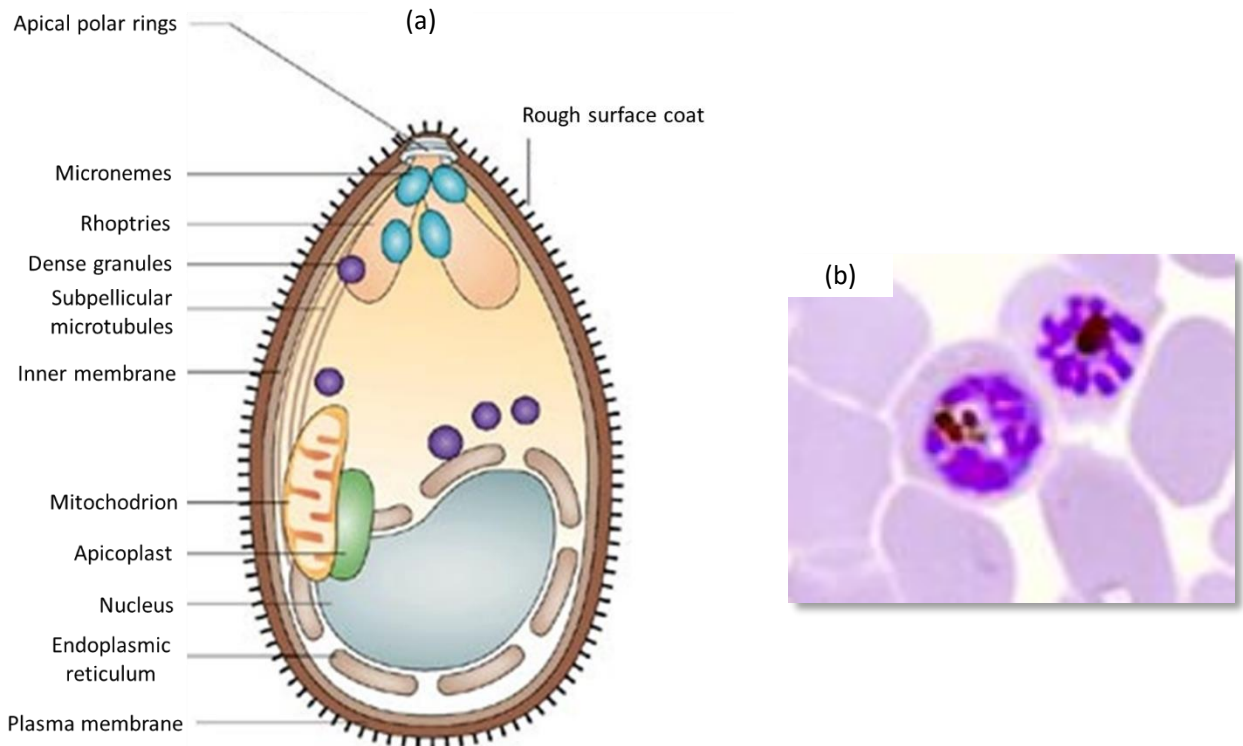 Apical polar rings
(a)
Rough surface coat
Micronemes
Rhoptries
Dense granules
Subpellicular
microtubules
Inner membrane
Mitochodrion
Apicoplast
Nucleus
Endoplasmic
reticulum
Plasma membrane
(b)